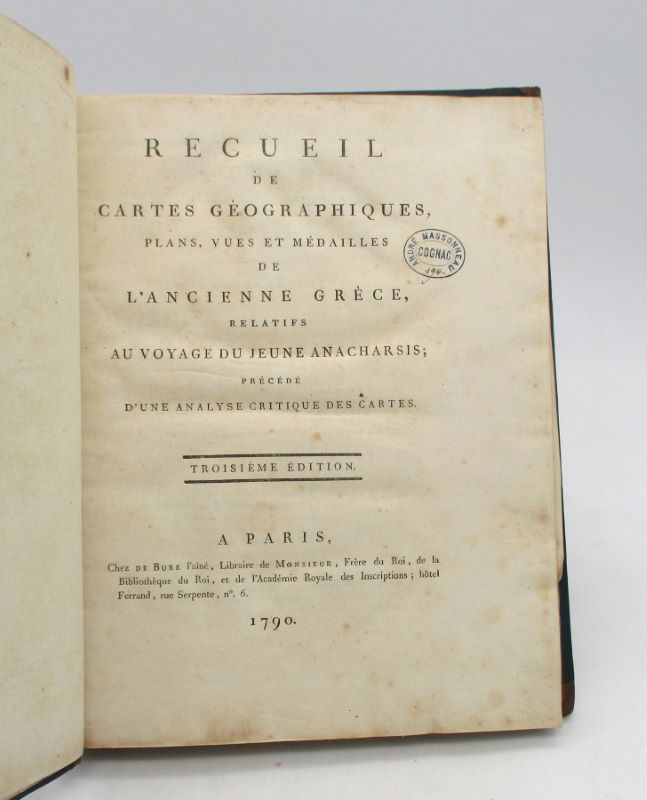 RECUEIL
DE
CARTES GÉOGRAPHIQUES,
PLANS, VUES ET MÉDAILLES
DE
L'ANCIENNE GRÈCE,
RELATIFS
AU VOYAGE DU JEUNE ANACHARSIS;
PRÉCÉDÉ
D'UNE ANALYSE CRITIQUE DES CARTES.
TROISIÈME ÉDITION.
A PARIS,
Chez DE BURE l'aîné, Libraire de MONSIEUR, Frère du Roi, de la
Bibliothèque du Roi, et de l'Académie Royale des Inscriptions; hôtel
Ferrand, rue Serpente, n°. 6.
1790.
ANDRÉ MASSONNEAU
COGNAC